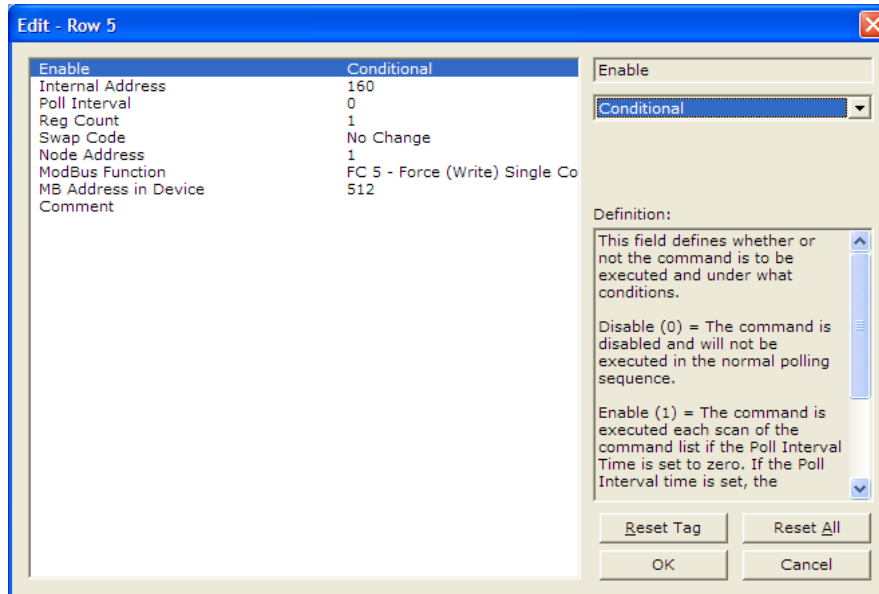 Edit - Row 5
Enable Conditional
Internal Address 160
Poll Interval 0
Reg Count 1
Swap Code No Change
Node Address 1
ModBus Function FC 5 - Force (Write) Single Co
MB Address in Device 512
Comment
Enable
Conditional
Definition:
This field defines whether or
not the command is to be
executed and under what
conditions.
Disable (0) = The command is
disabled and will not be
executed in the normal polling
sequence.
Enable (1) = The command is
executed each scan of the
command list if the Poll Interval
Time is set to zero. If the Poll
Interval time is set, the
Reset Tag Reset All
OK Cancel